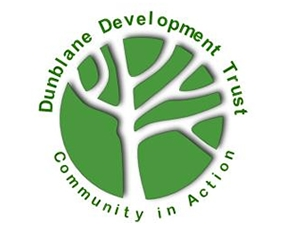 Dunblane Development Trust
Community in Action